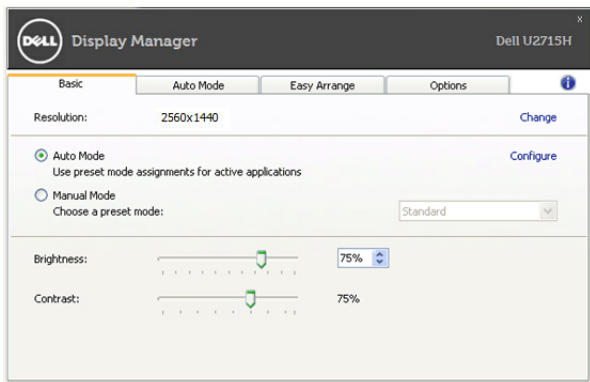 DELL Display Manager Dell U2715H
x
Basic Auto Mode Easy Arrange Options i
Resolution: 2560x1440 Change
Auto Mode Configure
Use preset mode assignments for active applications
Manual Mode
Choose a preset mode: Standard
Brightness: 75%
Contrast: 75%